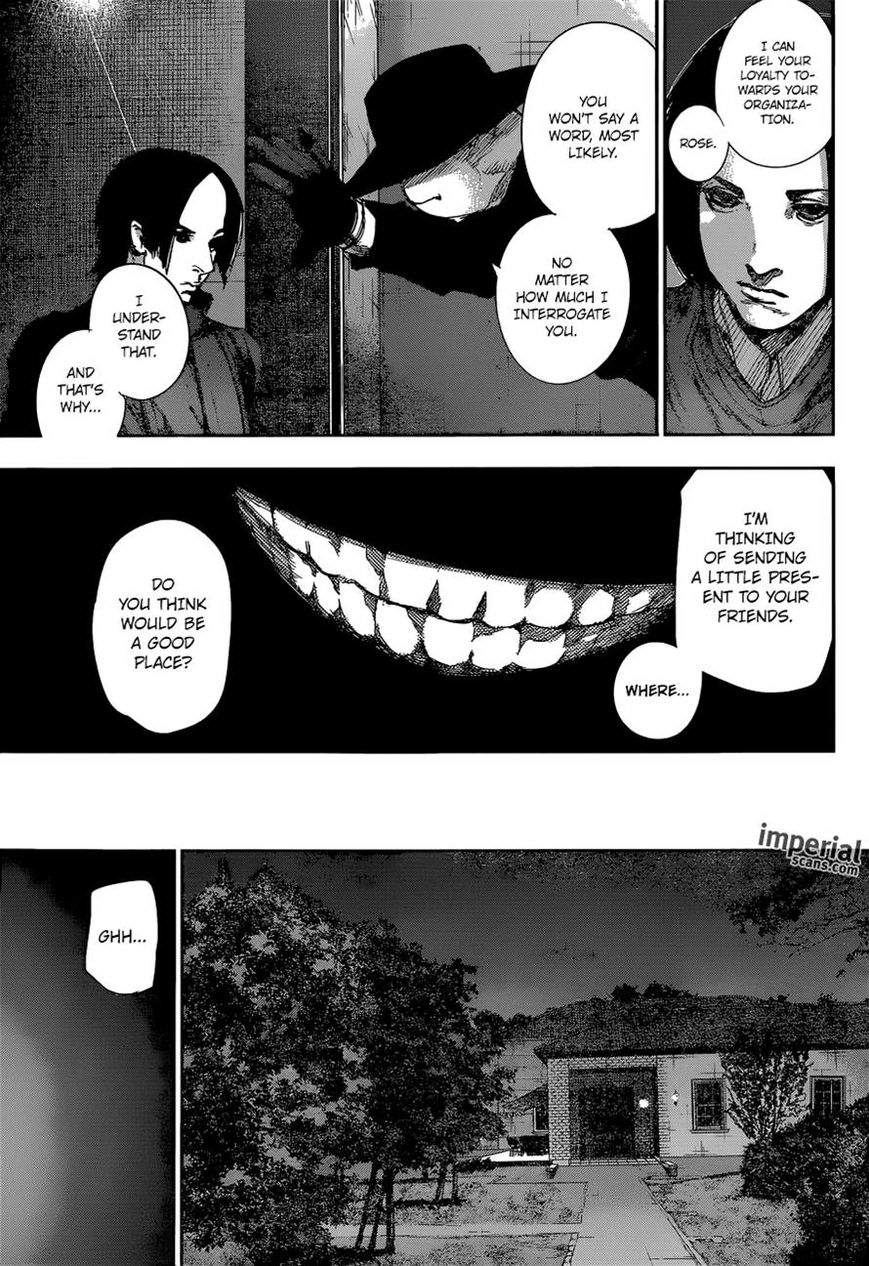 I CAN
FEEL YOUR
LOYALTY TO-
WARDS YOUR
ORGANIZA-
TION.
ROSE.
YOU
WON'T SAY A
WORD, MOST
LIKELY.
NO
MATTER
HOW MUCH I
INTERROGATE
YOU.
I
UNDER-
STAND
THAT.
AND
THAT'S
WHY...
I'M
THINKING
OF SENDING
A LITTLE PRES-
ENT TO YOUR
FRIENDS.
WHERE...
DO
YOU THINK
WOULD BE
A GOOD
PLACE?
imperial
scans.com
GHH...